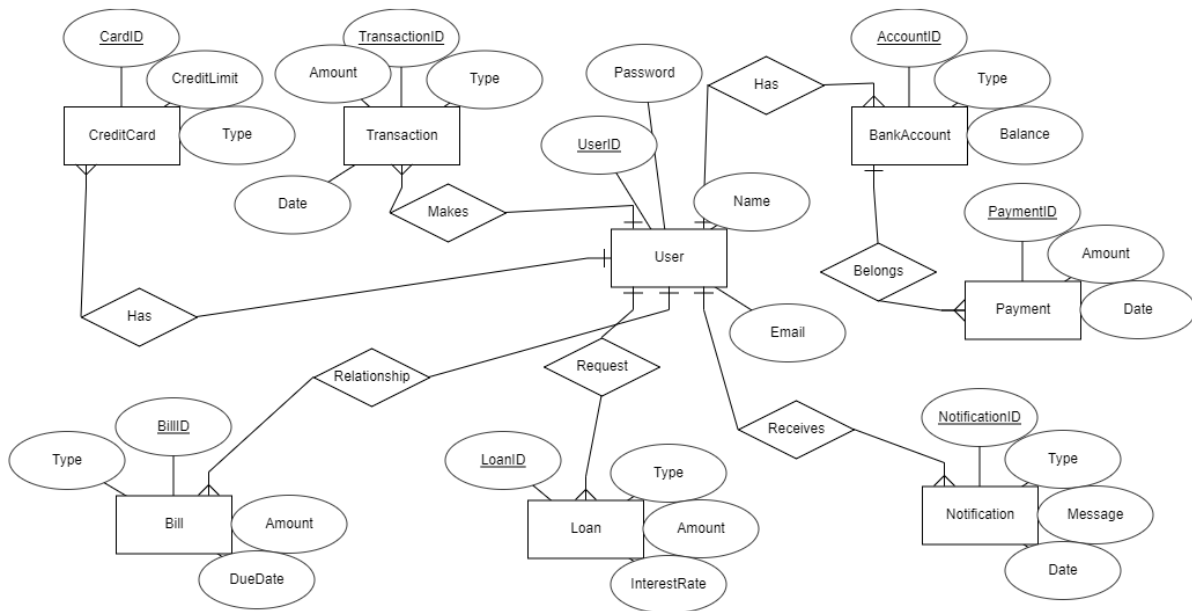 CardID
CreditLimit
Type
CreditCard
TransactionID
Amount
Type
Transaction
Date
Makes
Password
UserID
Name
User
Email
Has
AccountID
Type
Balance
BankAccount
Belongs
PaymentID
Amount
Date
Payment
Has
Relationship
Request
Receives
BillID
Type
Bill
Amount
DueDate
LoanID
Type
Amount
InterestRate
Loan
NotificationID
Type
Message
Date
Notification